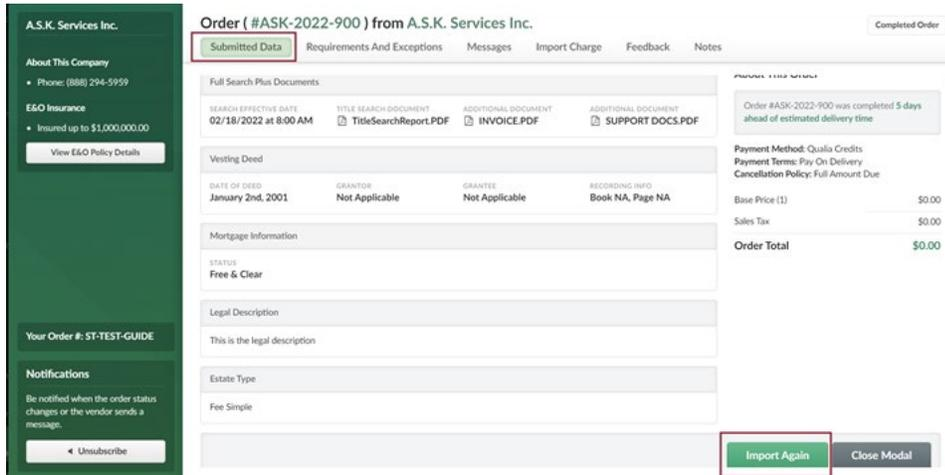 A.S.K. Services Inc.
About This Company
• Phone: (888) 294-5959
E&O Insurance
• Insured up to $1,000,000.00
View E&O Policy Details
Your Order #: ST-TEST-GUIDE
Notifications
Be notified when the order status
changes or the vendor sends a
message.
Unsubscribe
Order ( #ASK-2022-900 ) from A.S.K. Services Inc.
Completed Order
Submitted Data Requirements And Exceptions Messages Import Charge Feedback Notes
Full Search Plus Documents
SEARCH EFFECTIVE DATE TITLE SEARCH DOCUMENT ADDITIONAL DOCUMENT ADDITIONAL DOCUMENT
02/18/2022 at 8:00 AM TitleSearchReport.PDF INVOICE.PDF SUPPORT DOCS.PDF
Vesting Deed
DATE OF DEED GRANTOR GRANTEE RECORDING INFO
January 2nd, 2001 Not Applicable Not Applicable Book NA, Page NA
Mortgage Information
STATUS
Free & Clear
Legal Description
This is the legal description
Estate Type
Fee Simple
About This Order
Order #ASK-2022-900 was completed 5 days
ahead of estimated delivery time
Payment Method: Qualia Credits
Payment Terms: Pay On Delivery
Cancellation Policy: Full Amount Due
Base Price (1) $0.00
Sales Tax $0.00
Order Total $0.00
Import Again Close Modal